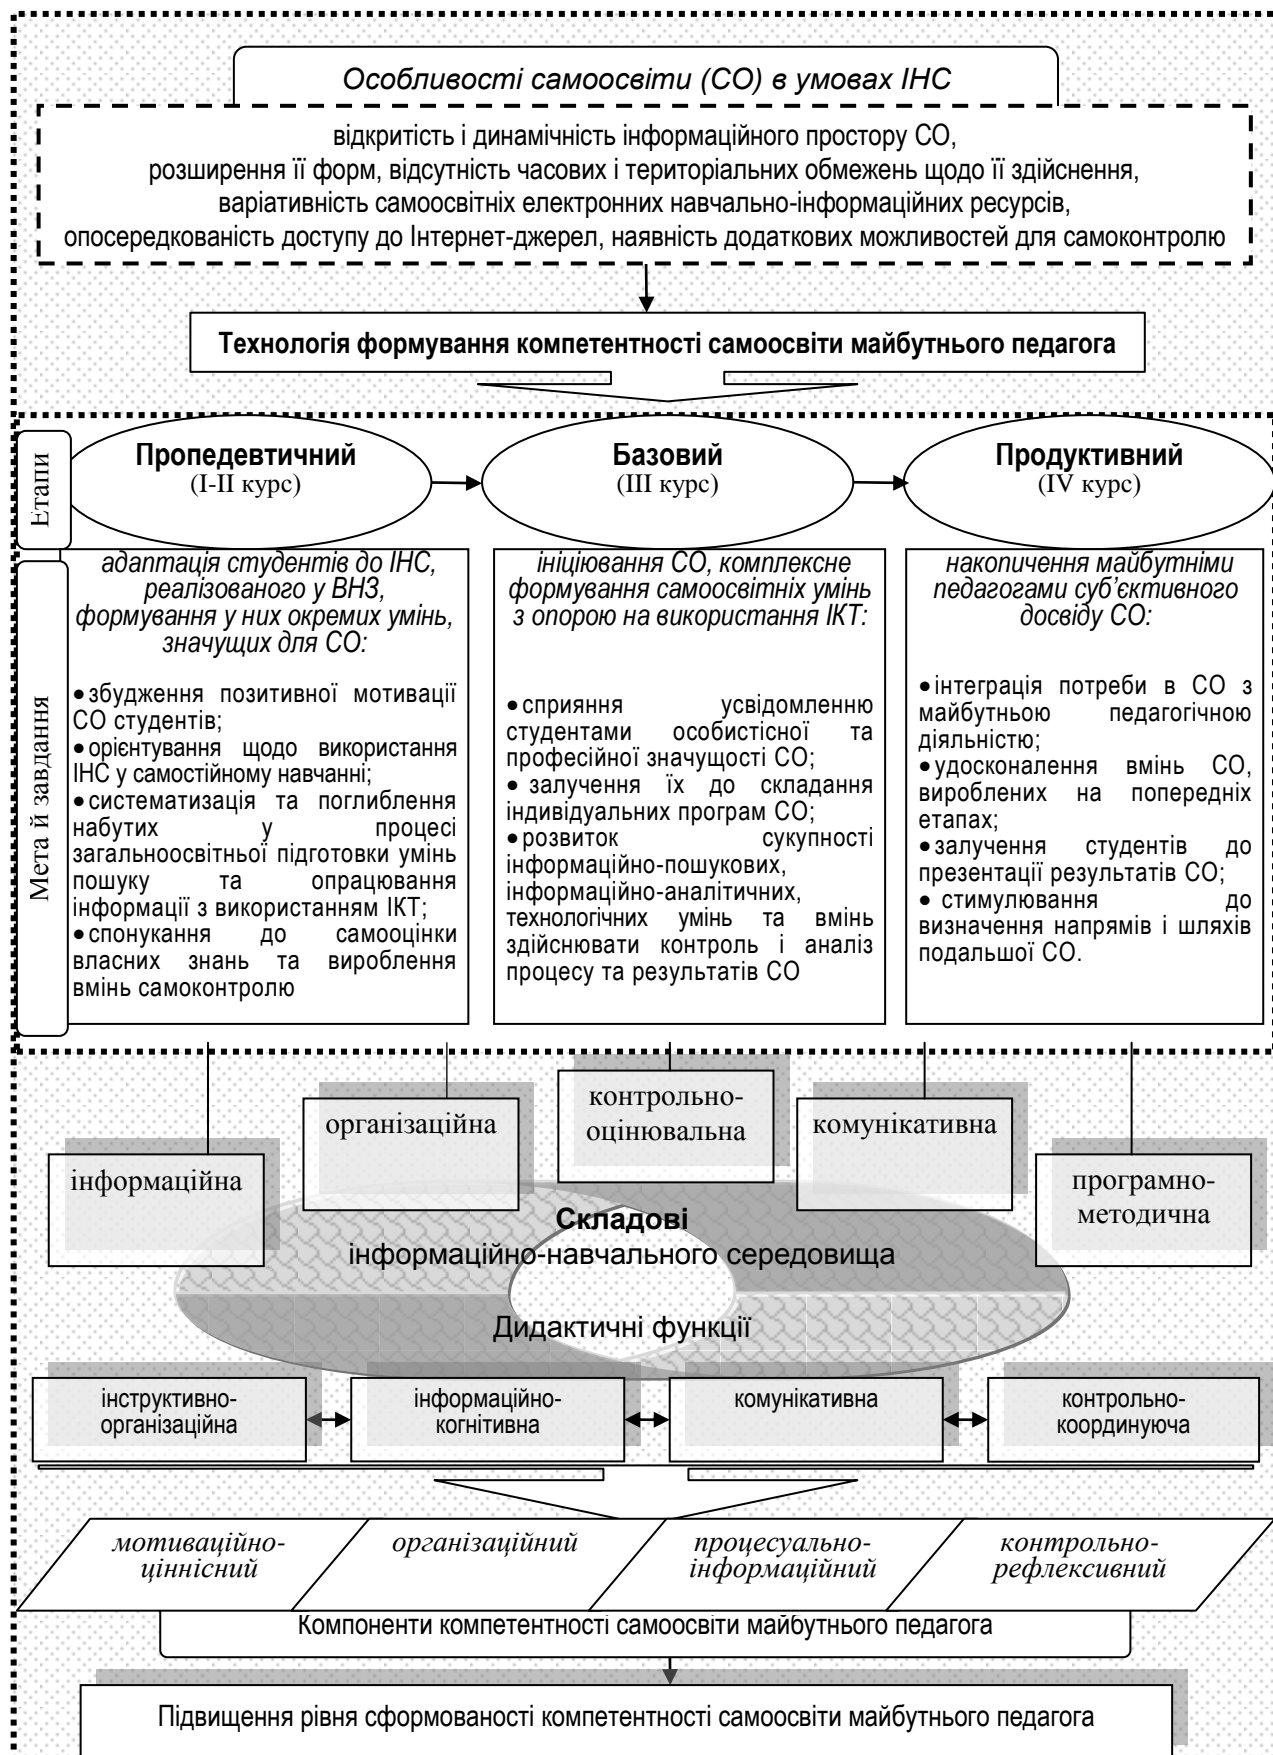 Особливості самоосвіти (СО) в умовах ІНС
відкритість і динамічність інформаційного простору СО,
розширення її форм, відсутність часових і територіальних обмежень щодо її здійснення,
варіативність самоосвітніх електронних навчально-інформаційних ресурсів,
опосередкованість доступу до Інтернет-джерел, наявність додаткових можливостей для самоконтролю
Технологія формування компетентності самоосвіти майбутнього педагога
Етапи
Пропедевтичний
(І-ІІ курс)
Базовий
(ІІІ курс)
Продуктивний
(IV курс)
Мета й завдання
адаптація студентів до ІНС,
реалізованого у ВНЗ,
формування у них окремих умінь,
значущих для СО:
•збудження позитивної мотивації
СО студентів;
•орієнтування щодо використання
ІНС у самостійному навчанні;
•систематизація та поглиблення
набутих у процесі
загальноосвітньої підготовки умінь
пошуку та опрацювання
інформації з використанням ІКТ;
•спонукання до самооцінки
власних знань та вироблення
вмінь самоконтролю
ініціювання СО, комплексне
формування самоосвітніх умінь
з опорою на використання ІКТ:
•сприяння усвідомленню
студентами особистісної та
професійної значущості СО;
• залучення їх до складання
індивідуальних програм СО;
•розвиток сукупності
інформаційно-пошукових,
інформаційно-аналітичних,
технологічних умінь та вмінь
здійснювати контроль і аналіз
процесу та результатів СО
накопичення майбутніми
педагогами суб’єктивного
досвіду СО:
•інтеграція потреби в СО з
майбутньою педагогічною
діяльністю;
•удосконалення вмінь СО,
вироблених на попередніх
етапах;
•залучення студентів до
презентації результатів СО;
• стимулювання до
визначення напрямів і шляхів
подальшої СО.
інформаційна
організаційна
контрольно-
оцінювальна
комунікативна
програмно-
методична
Складові
інформаційно-навчального середовища
Дидактичні функції
інструктивно-
організаційна
інформаційно-
когнітивна
комунікативна
контрольно-
координуюча
мотиваційно-
ціннісний
організаційний
процесуально-
інформаційний
контрольно-
рефлексивний
Компоненти компетентності самоосвіти майбутнього педагога
Підвищення рівня сформованості компетентності самоосвіти майбутнього педагога